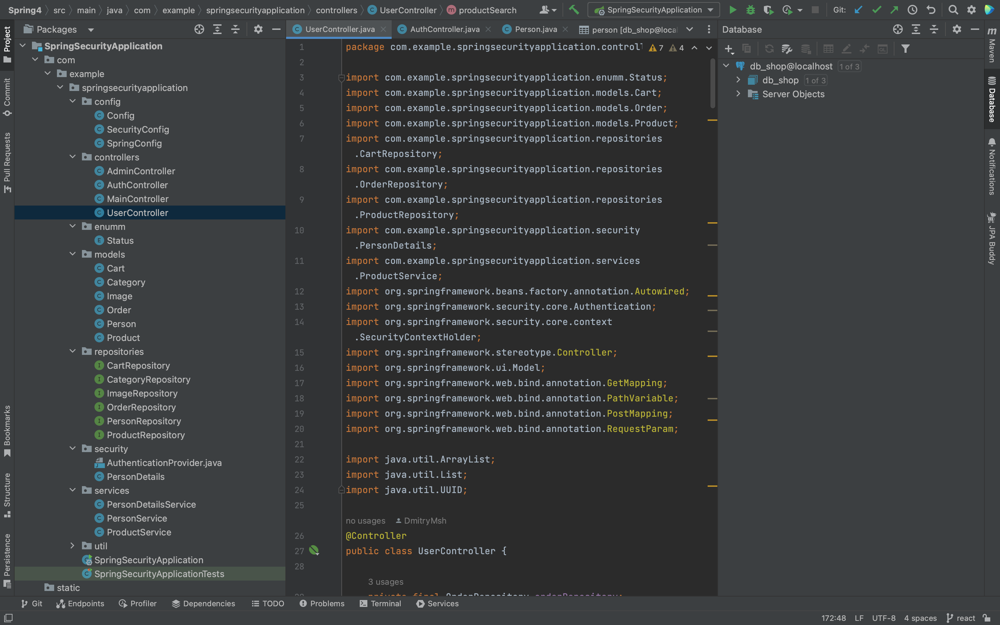 Spring4 src main java com example springsecurityapplication controllers UserController productSearch SpringSecurityApplication Git:
Packages
UserController.java AuthController.java Person.java person [db_shop@local
Database
Project
Commit
Pull Requests
Bookmarks
Structure
Persistence
SpringSecurityApplication
com
example
springsecurityapplication
config
Config
SecurityConfig
SpringConfig
controllers
AdminController
AuthController
MainController
UserController
enumm
Status
models
Cart
Category
Image
Order
Person
Product
repositories
CartRepository
CategoryRepository
ImageRepository
OrderRepository
PersonRepository
ProductRepository
security
AuthenticationProvider.java
PersonDetails
services
PersonDetailsService
PersonService
ProductService
util
SpringSecurityApplication
SpringSecurityApplicationTests
static
1 package com.example.springsecurityapplication.controll 7 4
2
3 import com.example.springsecurityapplication.enumm.Status;
4 import com.example.springsecurityapplication.models.Cart;
5 import com.example.springsecurityapplication.models.Order;
6 import com.example.springsecurityapplication.models.Product;
7 import com.example.springsecurityapplication.repositories
.CartRepository;
8 import com.example.springsecurityapplication.repositories
.OrderRepository;
9 import com.example.springsecurityapplication.repositories
.ProductRepository;
10 import com.example.springsecurityapplication.security
.PersonDetails;
11 import com.example.springsecurityapplication.services
.ProductService;
12 import org.springframework.beans.factory.annotation.Autowired;
13 import org.springframework.security.core.Authentication;
14 import org.springframework.security.core.context
.SecurityContextHolder;
15 import org.springframework.stereotype.Controller;
16 import org.springframework.ui.Model;
17 import org.springframework.web.bind.annotation.GetMapping;
18 import org.springframework.web.bind.annotation.PathVariable;
19 import org.springframework.web.bind.annotation.PostMapping;
20 import org.springframework.web.bind.annotation.RequestParam;
21
22 import java.util.ArrayList;
23 import java.util.List;
24 import java.util.UUID;
25
no usages DmitryMsh
26 @Controller
27 public class UserController {
28
3 usages
29 private final OrderRepository orderRepository;
db_shop@localhost 1 of 3
db_shop 1 of 3
Server Objects
m Maven
Database
Notifications
JPA Buddy
Git Endpoints Profiler Dependencies TODO Problems Terminal Services
172:48 LF UTF-8 4 spaces react